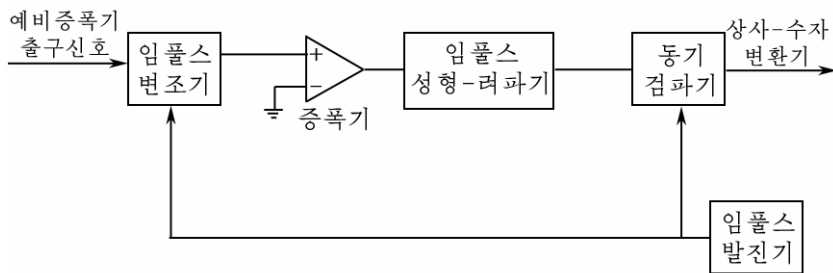 예비증폭기
출구신호
임풀스
변조기
+
−
증폭기
임풀스
성형-려파기
동기
검파기
상사-수자
변환기
임풀스
발진기